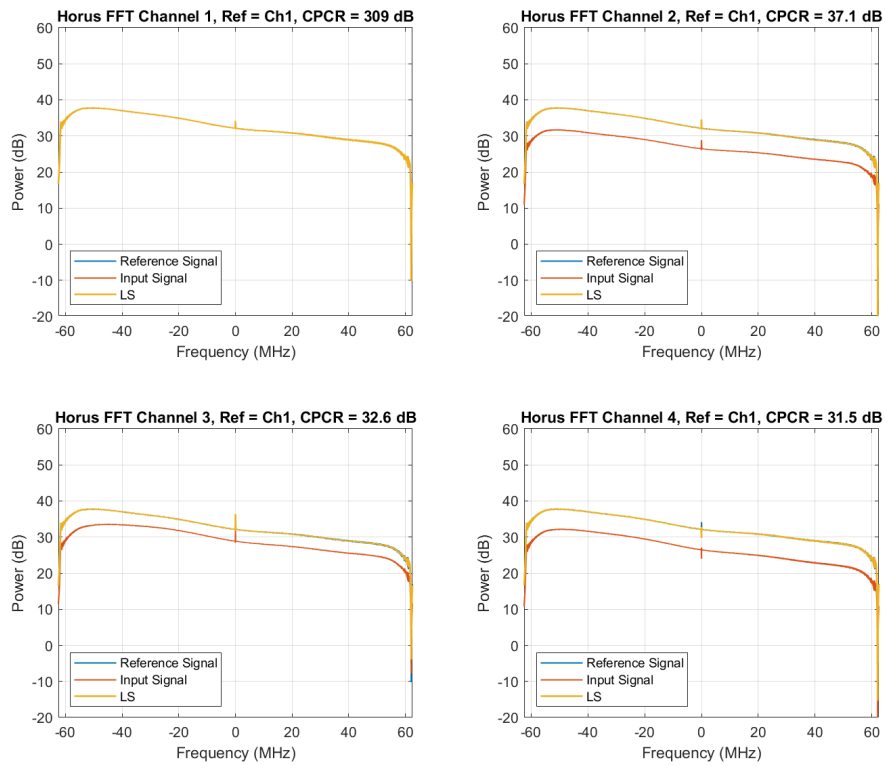 Horus FFT Channel 1, Ref = Ch1, CPCR = 309 dB
60
50
40
30
20
10
0
-10
-20
Power (dB)
Reference Signal
Input Signal
LS
-60 -40 -20 0 20 40 60
Frequency (MHz)
Horus FFT Channel 2, Ref = Ch1, CPCR = 37.1 dB
60
50
40
30
20
10
0
-10
-20
Power (dB)
Reference Signal
Input Signal
LS
-60 -40 -20 0 20 40 60
Frequency (MHz)
Horus FFT Channel 3, Ref = Ch1, CPCR = 32.6 dB
60
50
40
30
20
10
0
-10
-20
Power (dB)
Reference Signal
Input Signal
LS
-60 -40 -20 0 20 40 60
Frequency (MHz)
Horus FFT Channel 4, Ref = Ch1, CPCR = 31.5 dB
60
50
40
30
20
10
0
-10
-20
Power (dB)
Reference Signal
Input Signal
LS
-60 -40 -20 0 20 40 60
Frequency (MHz)